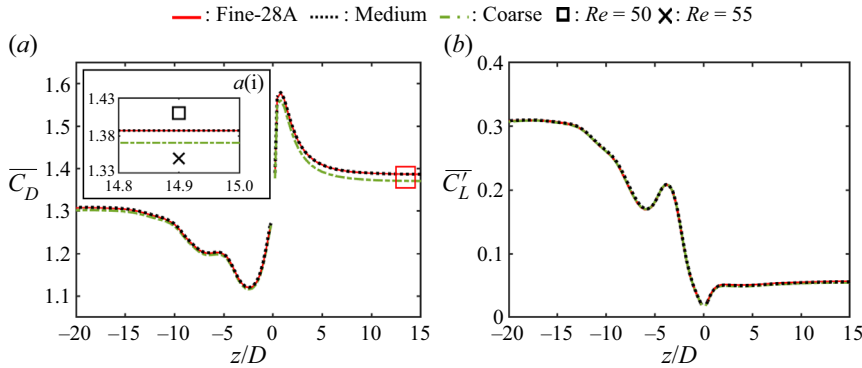 : Fine-28A : Medium : Coarse : Re = 50 : Re = 55
(a) (b)
1.6
1.5
1.4
1.3
1.2
1.1
C_D
a(i)
1.43
1.38
1.33
14.8 14.9 15.0
–20 –15 –10 –5 0 5 10 15
z/D
0.4
0.3
0.2
0.1
0
C′_L
–20 –15 –10 –5 0 5 10 15
z/D